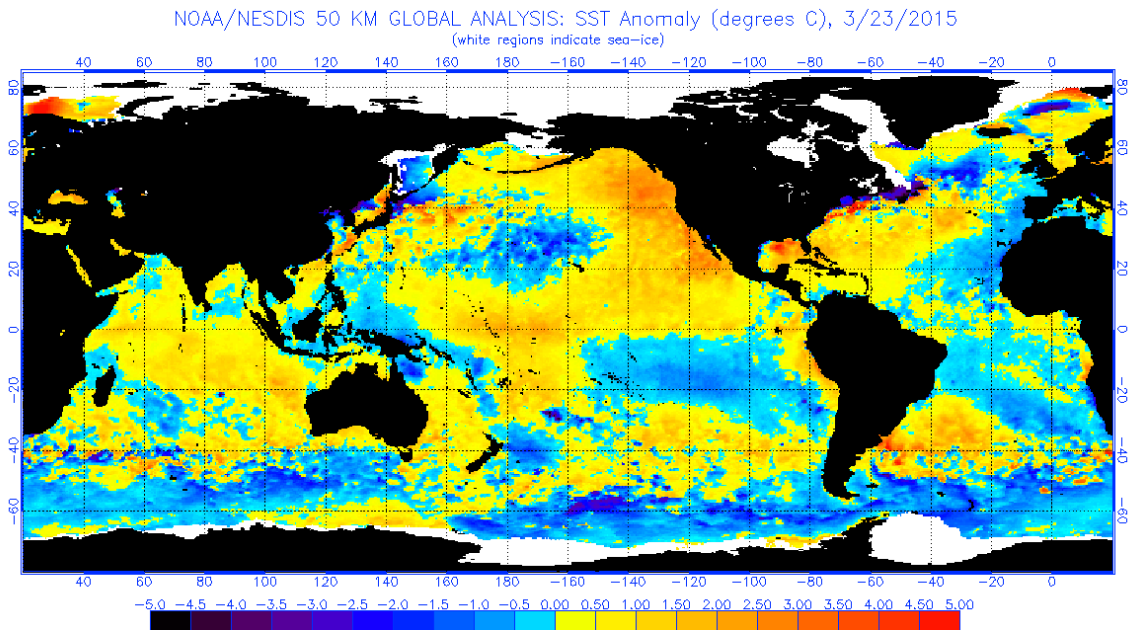 NOAA/NESDIS 50 KM GLOBAL ANALYSIS: SST Anomaly (degrees C), 3/23/2015
(white regions indicate sea-ice)
40 60 80 100 120 140 160 180 -160 -140 -120 -100 -80 -60 -40 -20 0
80 80
60 60
40 40
20 20
0 0
-20 -20
-40 -40
-60 -60
40 60 80 100 120 140 160 180 -160 -140 -120 -100 -80 -60 -40 -20 0
-5.0 -4.5 -4.0 -3.5 -3.0 -2.5 -2.0 -1.5 -1.0 -0.5 0.00 0.50 1.00 1.50 2.00 2.50 3.00 3.50 4.00 4.50 5.00